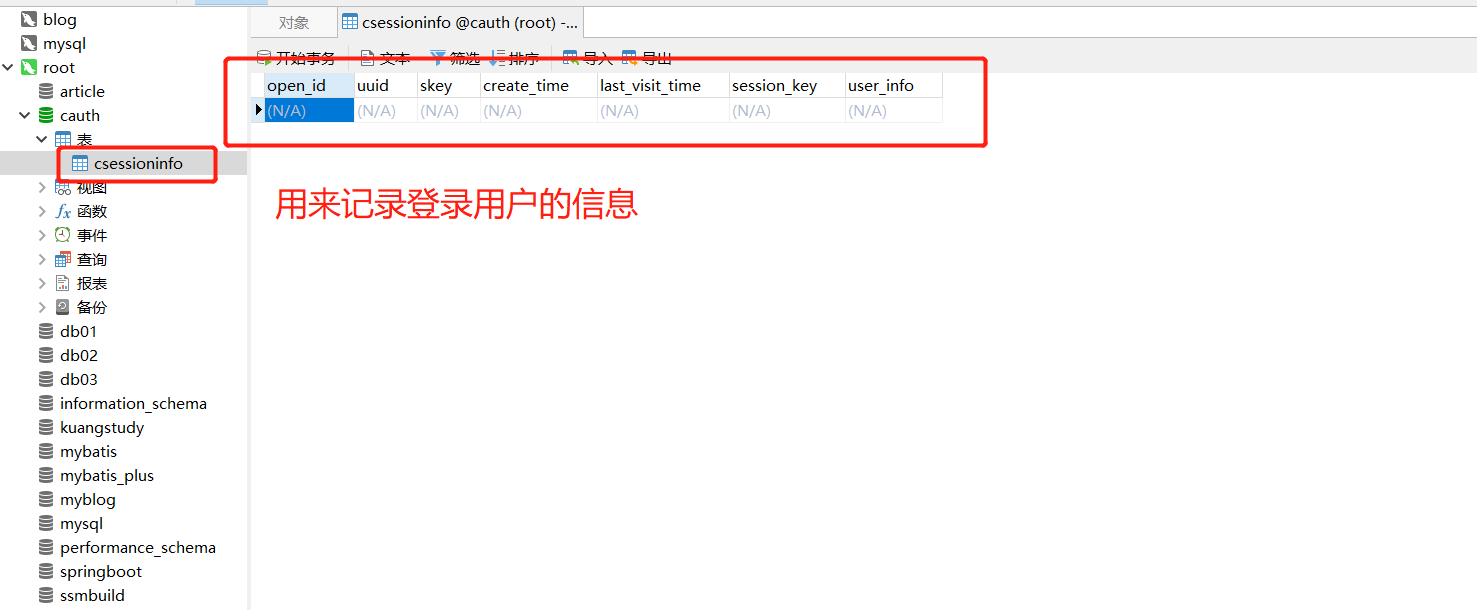 blog
mysql
root
article
cauth
表
csessioninfo
视图
fx 函数
事件
查询
报表
备份
db01
db02
db03
information_schema
kuangstudy
mybatis
mybatis_plus
myblog
mysql
performance_schema
springboot
ssmbuild
对象 csessioninfo @cauth (root) -...
开始事务 文本 筛选 排序 导入 导出
open_id uuid skey create_time last_visit_time session_key user_info
(N/A) (N/A) (N/A) (N/A) (N/A) (N/A) (N/A)
用来记录登录用户的信息